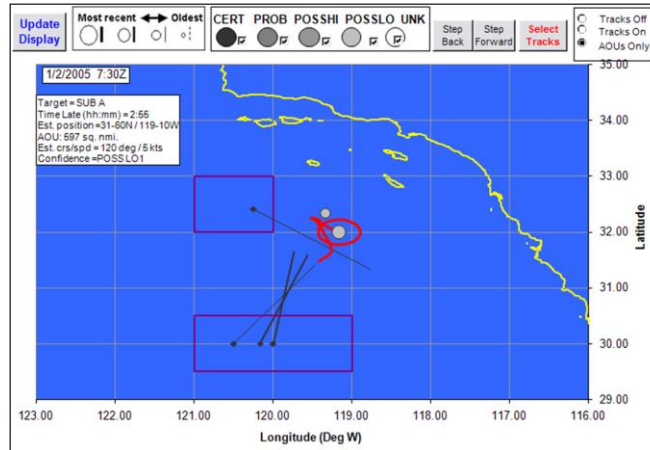 Update
Display
Most recent Oldest
CERT PROB POSSHI POSSLO UNK
Step
Back
Step
Forward
Select
Tracks
Tracks Off
Tracks On
AOUs Only
1/2/2005 7:30Z
Target = SUB A
Time Late (hh:mm) = 2:55
Est. position =31-60N / 119-10W
AOU: 597 sq. nmi.
Est. crs/spd = 120 deg / 5 kts
Confidence =POSS LO1
35.00
34.00
33.00
32.00
31.00
30.00
29.00
Latitude
123.00 122.00 121.00 120.00 119.00 118.00 117.00 116.00
Longitude (Deg W)